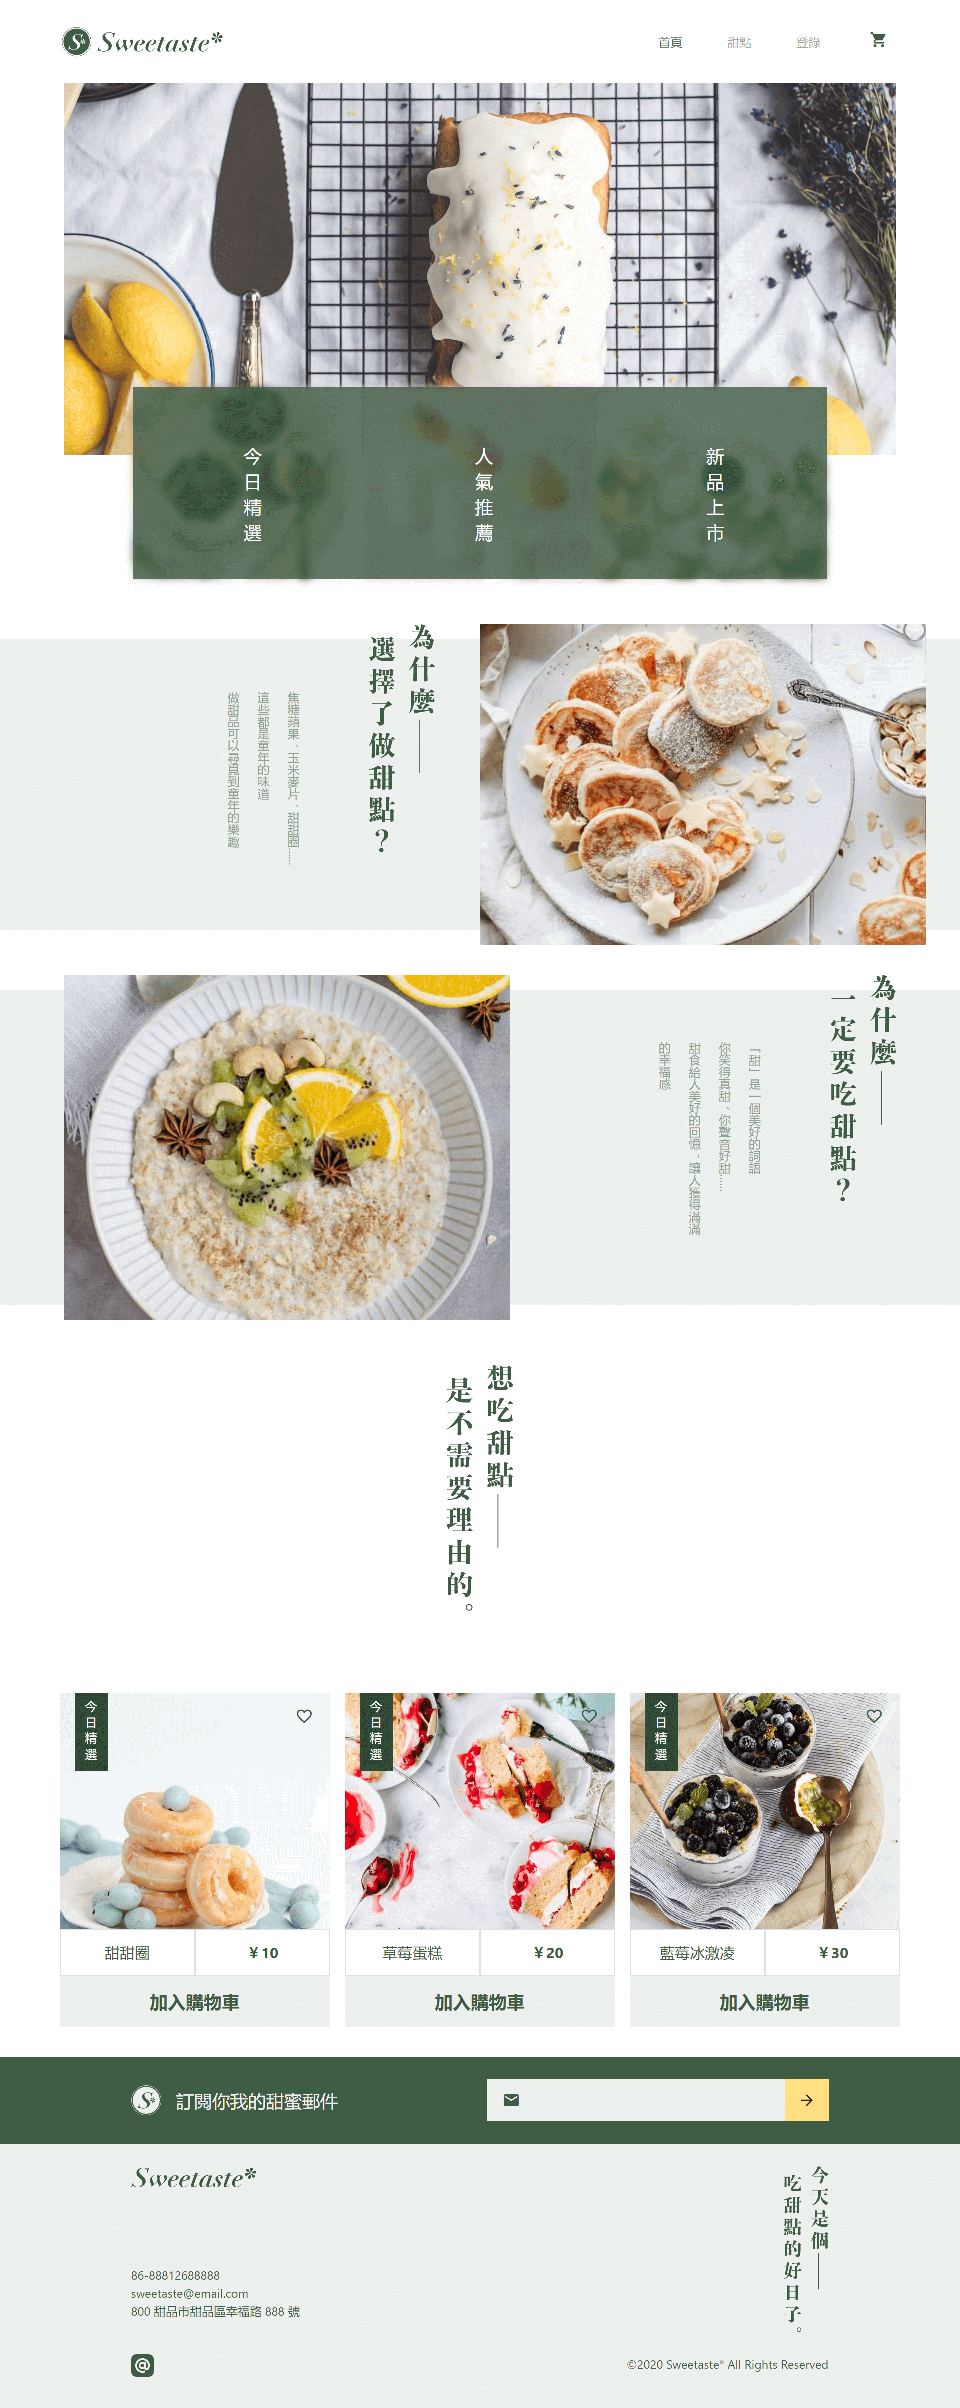 Sweetaste*
首頁
甜點
登錄
今日精選
人氣推薦
新品上市
為什麼——
選擇了做甜點？
焦糖蘋果、玉米麥片、甜甜圈……
這些都是童年的味道
做甜品可以尋覓到童年的樂趣
為什麼——
一定要吃甜點？
「甜」是一個美好的詞語
你笑得真甜、你聲音好甜……
甜食給人美好的回憶，讓人獲得滿滿
的幸福感
想吃甜點——
是不需要理由的。
今日精選
甜甜圈
¥ 10
加入購物車
今日精選
草莓蛋糕
¥ 20
加入購物車
今日精選
藍莓冰激凌
¥ 30
加入購物車
訂閱你我的甜蜜郵件
Sweetaste*
今天是個——
吃甜點的好日子。
86-88812688888
sweetaste@email.com
800 甜品市甜品區幸福路 888 號
©2020 Sweetaste* All Rights Reserved